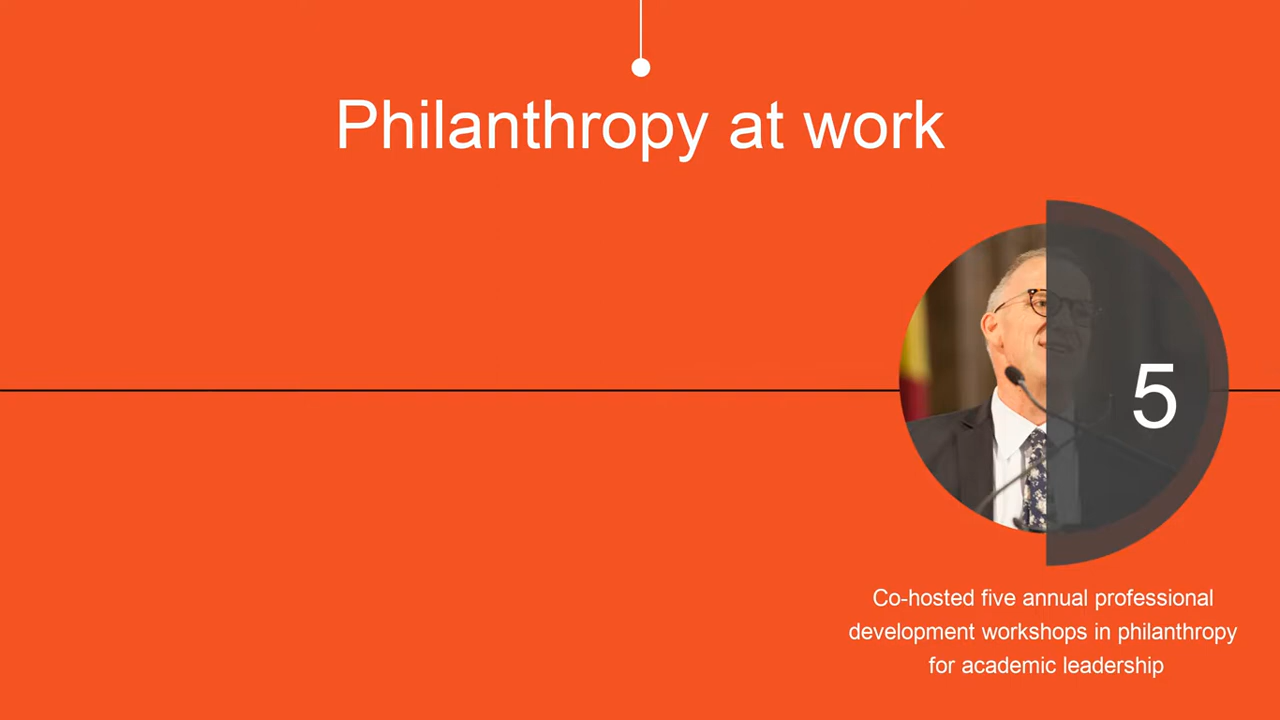 Philanthropy at work
5
Co-hosted five annual professional
development workshops in philanthropy
for academic leadership